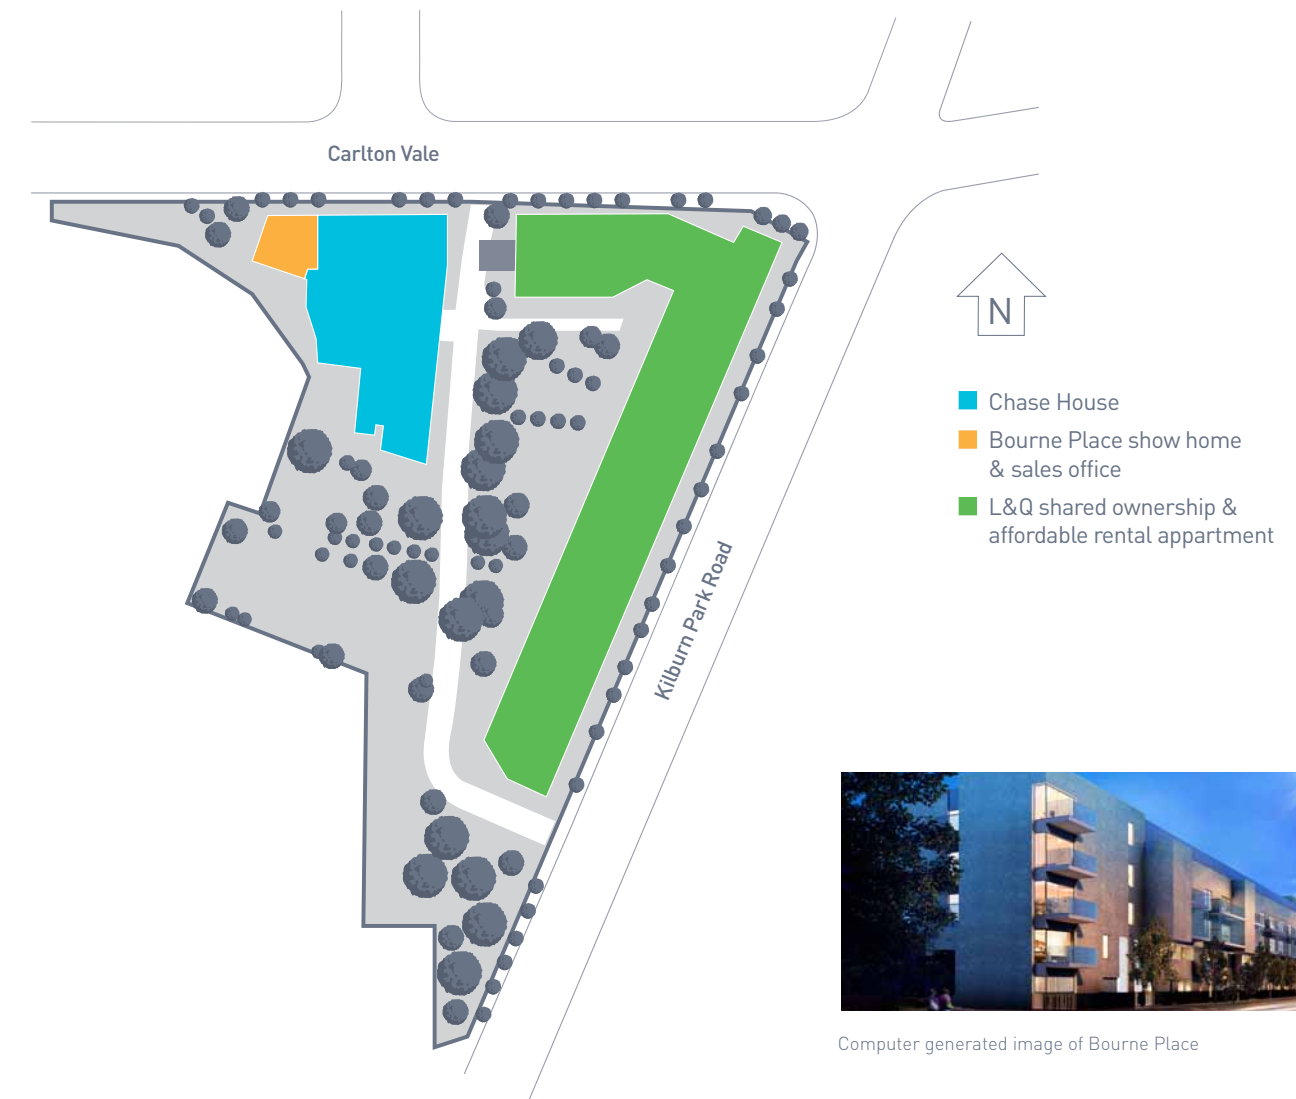 Carlton Vale
N
Chase House
Bourne Place show home
& sales office
L&Q shared ownership &
affordable rental appartment
Kilburn Park Road
Computer generated image of Bourne Place